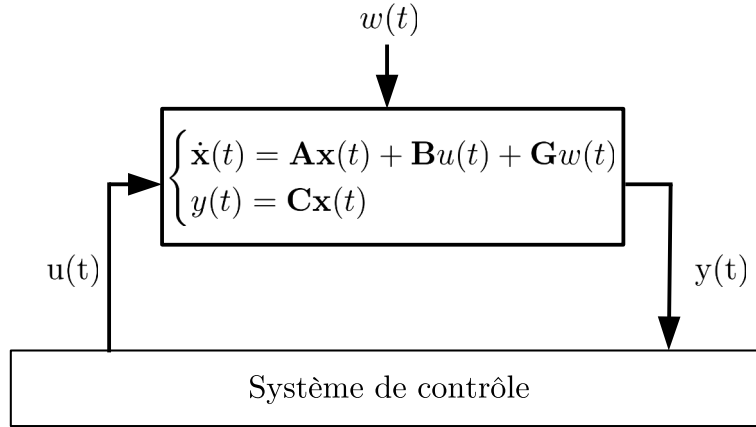 w(t)
ẋ(t) = Ax(t) + Bu(t) + Gw(t)
y(t) = Cx(t)
u(t)
y(t)
Système de contrôle